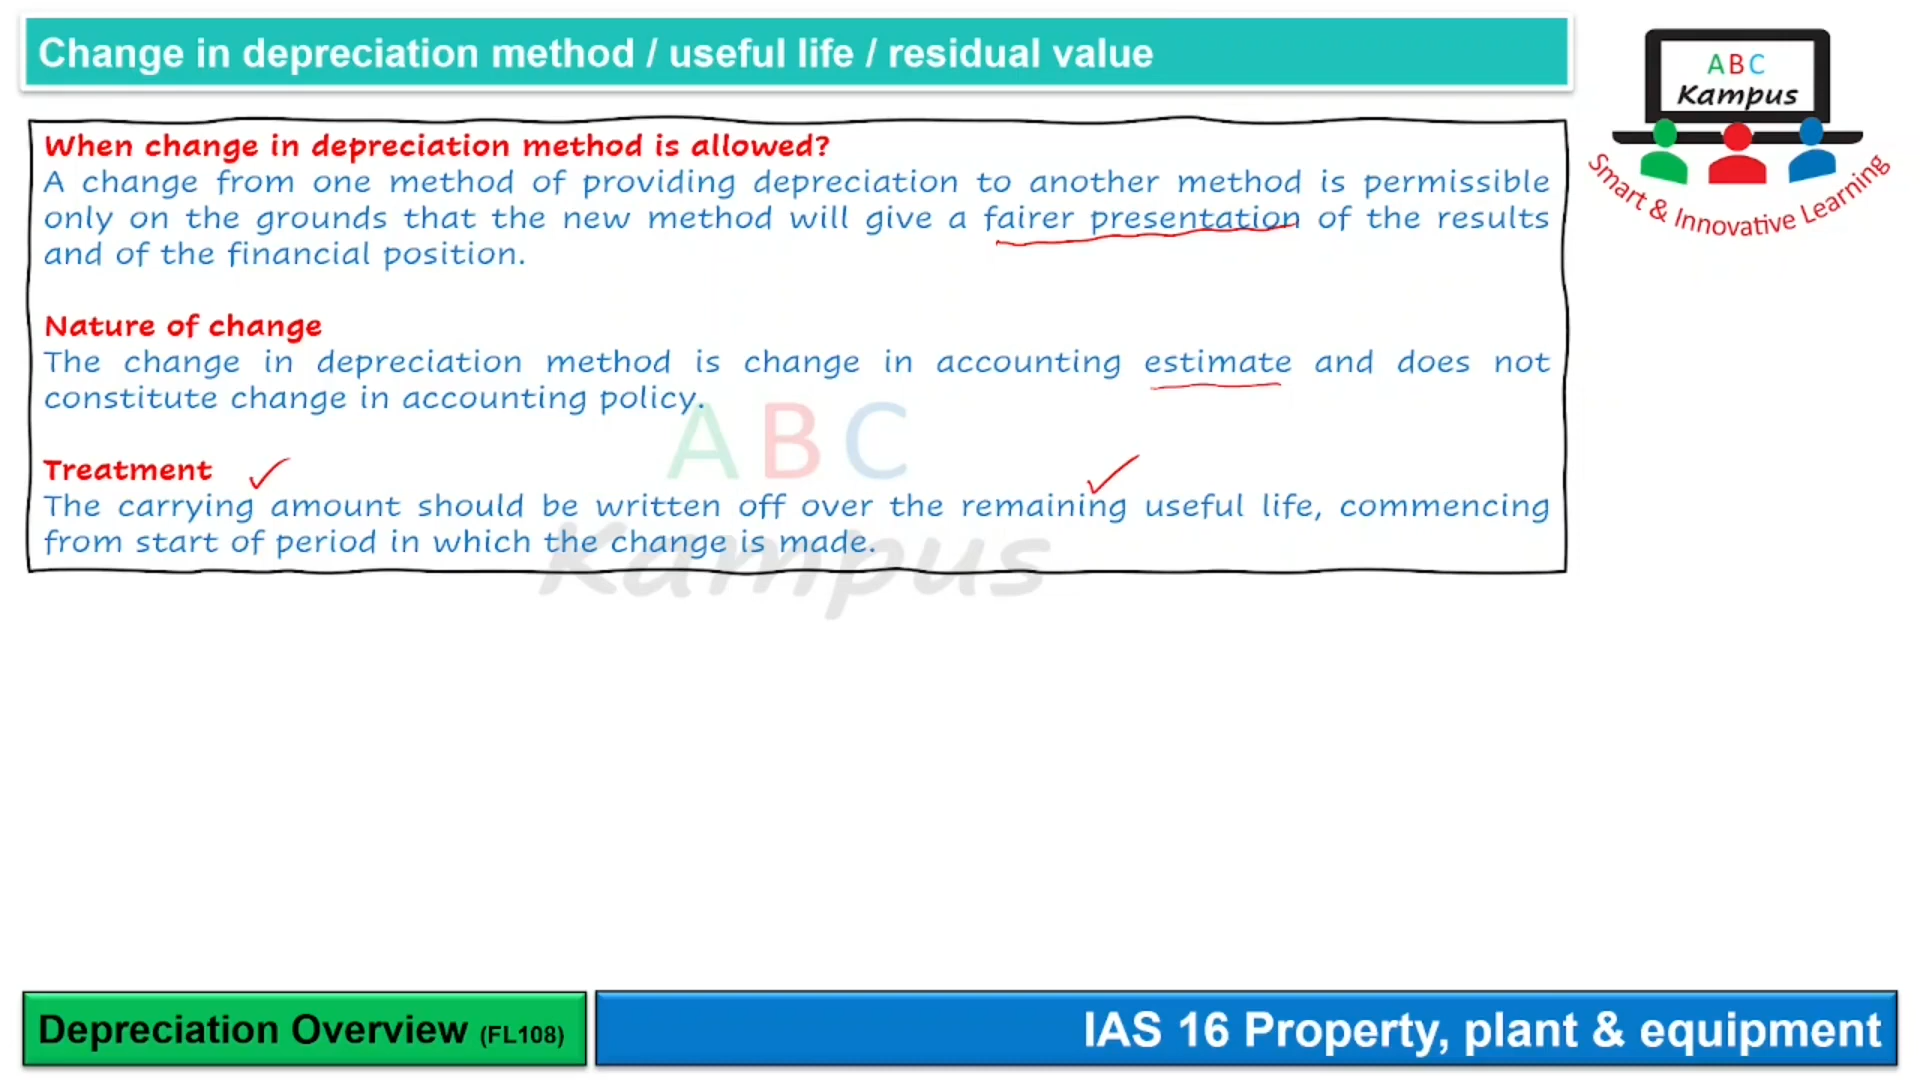 Change in depreciation method / useful life / residual value
ABC
Kampus
Smart & Innovative Learning
When change in depreciation method is allowed?
A change from one method of providing depreciation to another method is permissible
only on the grounds that the new method will give a fairer presentation of the results
and of the financial position.
Nature of change
The change in depreciation method is change in accounting estimate and does not
constitute change in accounting policy.
Treatment
The carrying amount should be written off over the remaining useful life, commencing
from start of period in which the change is made.
ABC
Kampus
Depreciation Overview (FL108)
IAS 16 Property, plant & equipment